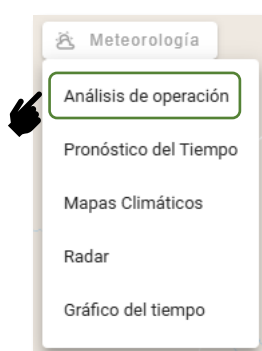 Meteorología
Análisis de operación
Pronóstico del Tiempo
Mapas Climáticos
Radar
Gráfico del tiempo